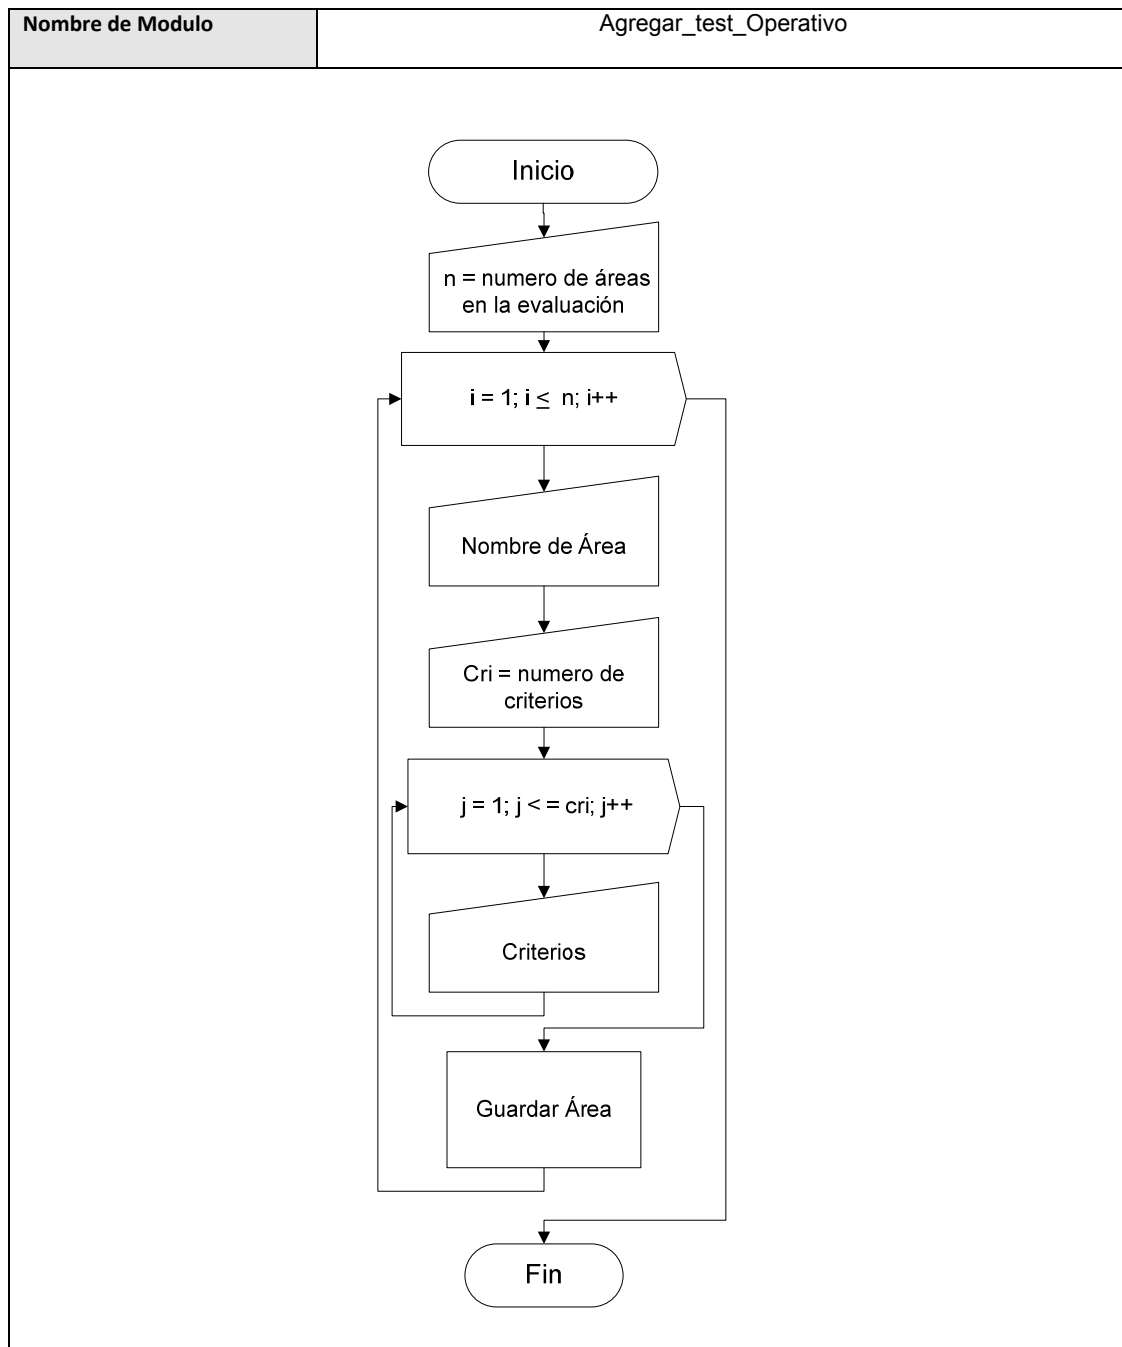 Nombre de Modulo
Agregar_test_Operativo
Inicio
n = numero de áreas
en la evaluación
i = 1; i ≤ n; i++
Nombre de Área
Cri = numero de
criterios
j = 1; j < = cri; j++
Criterios
Guardar Área
Fin